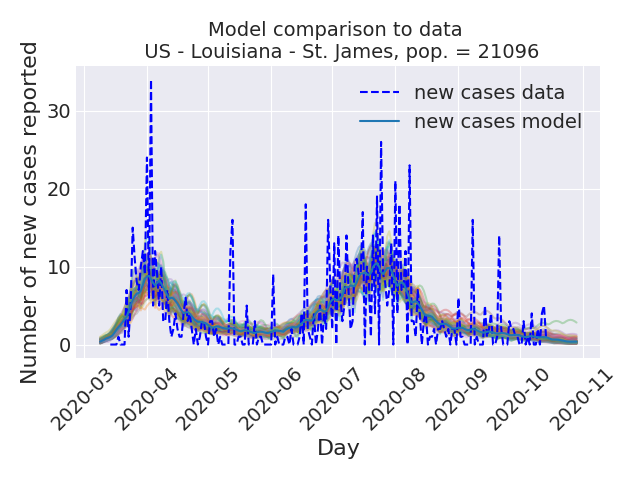 Model comparison to data
US - Louisiana - St. James, pop. = 21096
Number of new cases reported
30
20
10
0
new cases data
new cases model
2020-03
2020-04
2020-05
2020-06
2020-07
2020-08
2020-09
2020-10
2020-11
Day